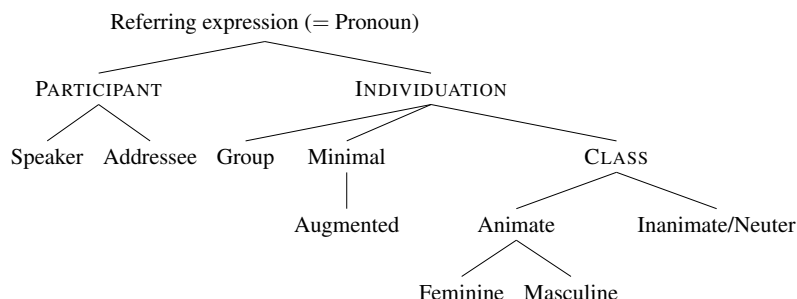 Referring expression (= Pronoun)
PARTICIPANT INDIVIDUATION
Speaker Addressee Group Minimal CLASS
Augmented Animate Inanimate/Neuter
Feminine Masculine